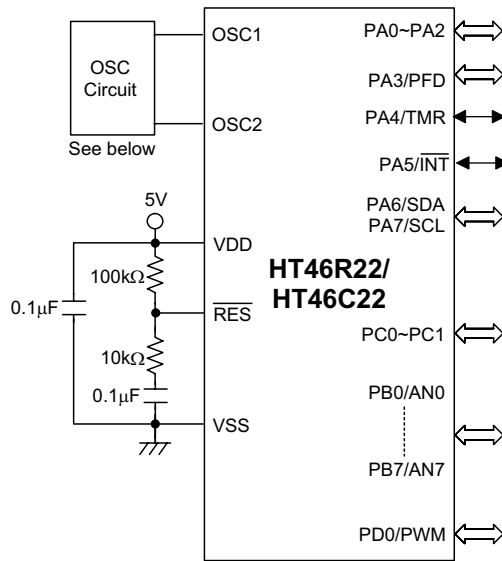 OSC
Circuit
See below
OSC1
OSC2
5V
VDD
100kΩ
0.1μF
RES
10kΩ
0.1μF
VSS
HT46R22/
HT46C22
PA0~PA2
PA3/PFD
PA4/TMR
PA5/INT
PA6/SDA
PA7/SCL
PC0~PC1
PB0/AN0
PB7/AN7
PD0/PWM